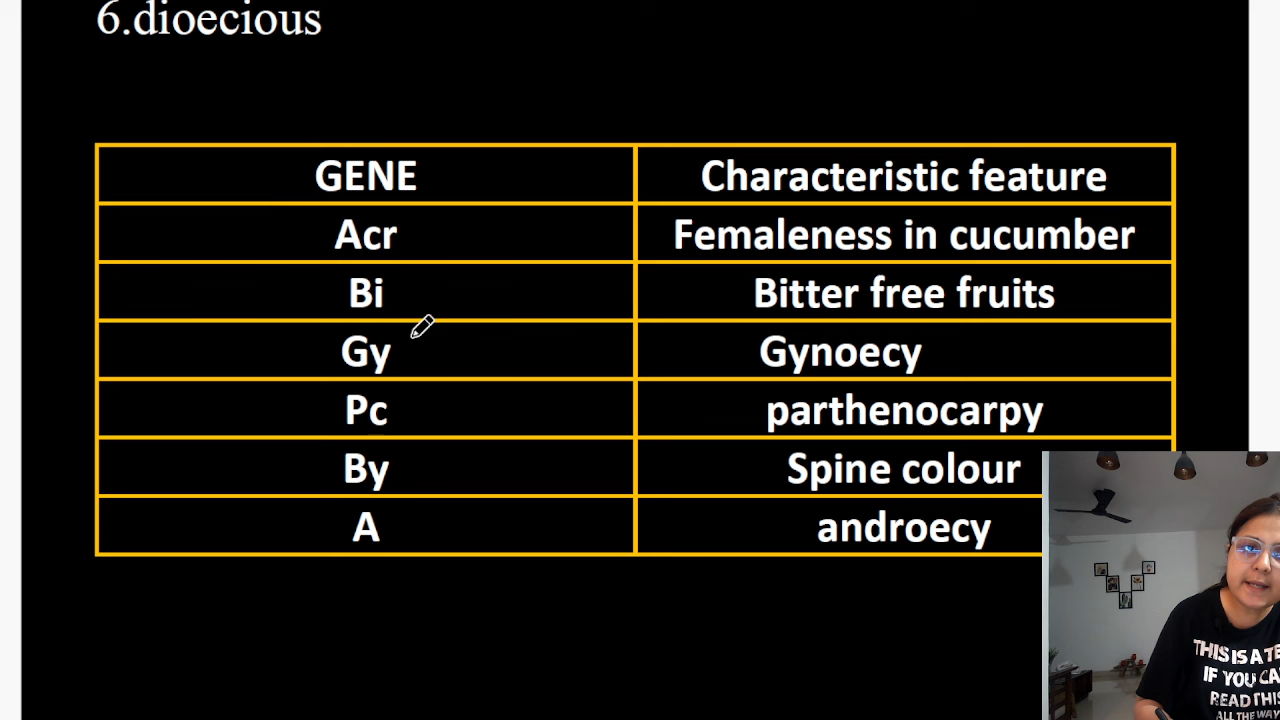 6.dioecious
GENE Characteristic feature
Acr Femaleness in cucumber
Bi Bitter free fruits
Gy Gynoecy
Pc parthenocarpy
By Spine colour
A androecy
THIS IS A TE
IF YOU CA
READ THIS
ALL THE WAY